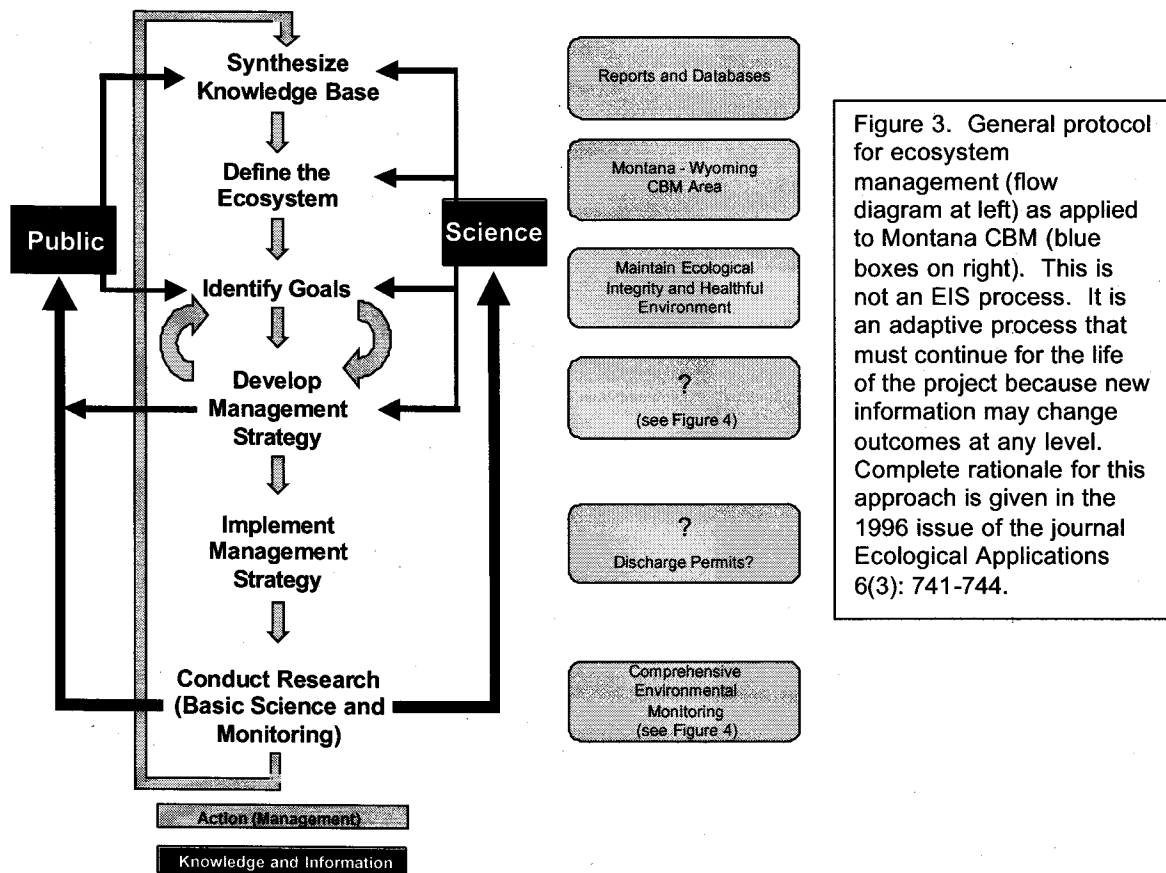 Synthesize
Knowledge Base
Define the
Ecosystem
Public
Science
Identify Goals
Develop
Management
Strategy
Implement
Management
Strategy
Conduct Research
(Basic Science and
Monitoring)
Action (Management)
Knowledge and Information
Reports and Databases
Montana - Wyoming
CBM Area
Maintain Ecological
Integrity and Healthful
Environment
?
(see Figure 4)
?
Discharge Permits?
Comprehensive
Environmental
Monitoring
(see Figure 4)
Figure 3. General protocol
for ecosystem
management (flow
diagram at left) as applied
to Montana CBM (blue
boxes on right). This is
not an EIS process. It is
an adaptive process that
must continue for the life
of the project because new
information may change
outcomes at any level.
Complete rationale for this
approach is given in the
1996 issue of the journal
Ecological Applications
6(3): 741-744.